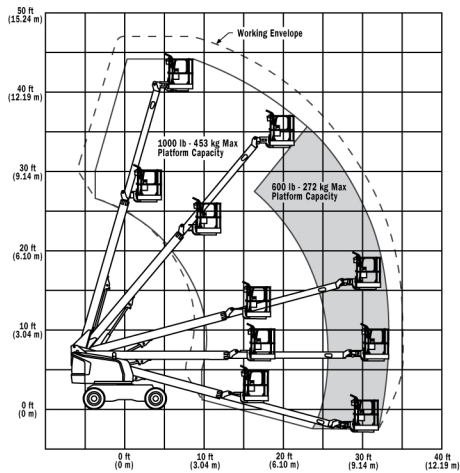 50 ft
(15.24 m)
Working Envelope
40 ft
(12.19 m)
1000 lb - 453 kg Max
Platform Capacity
30 ft
(9.14 m)
600 lb - 272 kg Max
Platform Capacity
20 ft
(6.10 m)
10 ft
(3.04 m)
0 ft
(0 m)
0 ft
(0 m)
10 ft
(3.04 m)
20 ft
(6.10 m)
30 ft
(9.14 m)
40 ft
(12.19 m)